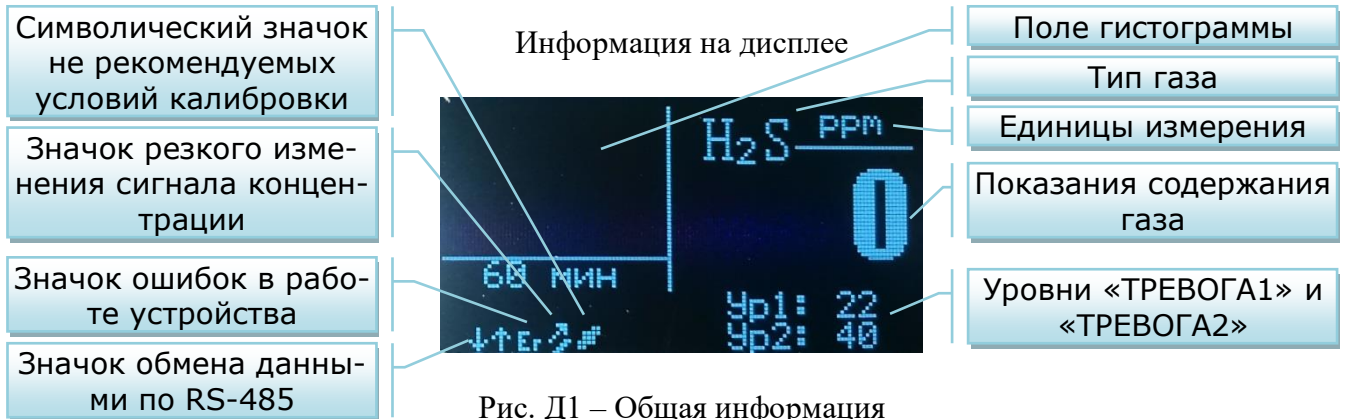 Символический значок
не рекомендуемых
условий калибровки
Значок резкого изме-
нения сигнала концен-
трации
Значок ошибок в рабо-
те устройства
Значок обмена данны-
ми по RS-485
Информация на дисплее
H₂S ppm
0
60 мин
Ур1: 22
Ур2: 40
↓↑Er
Поле гистограммы
Тип газа
Единицы измерения
Показания содержания
газа
Уровни «ТРЕВОГА1» и
«ТРЕВОГА2»
Рис. Д1 – Общая информация